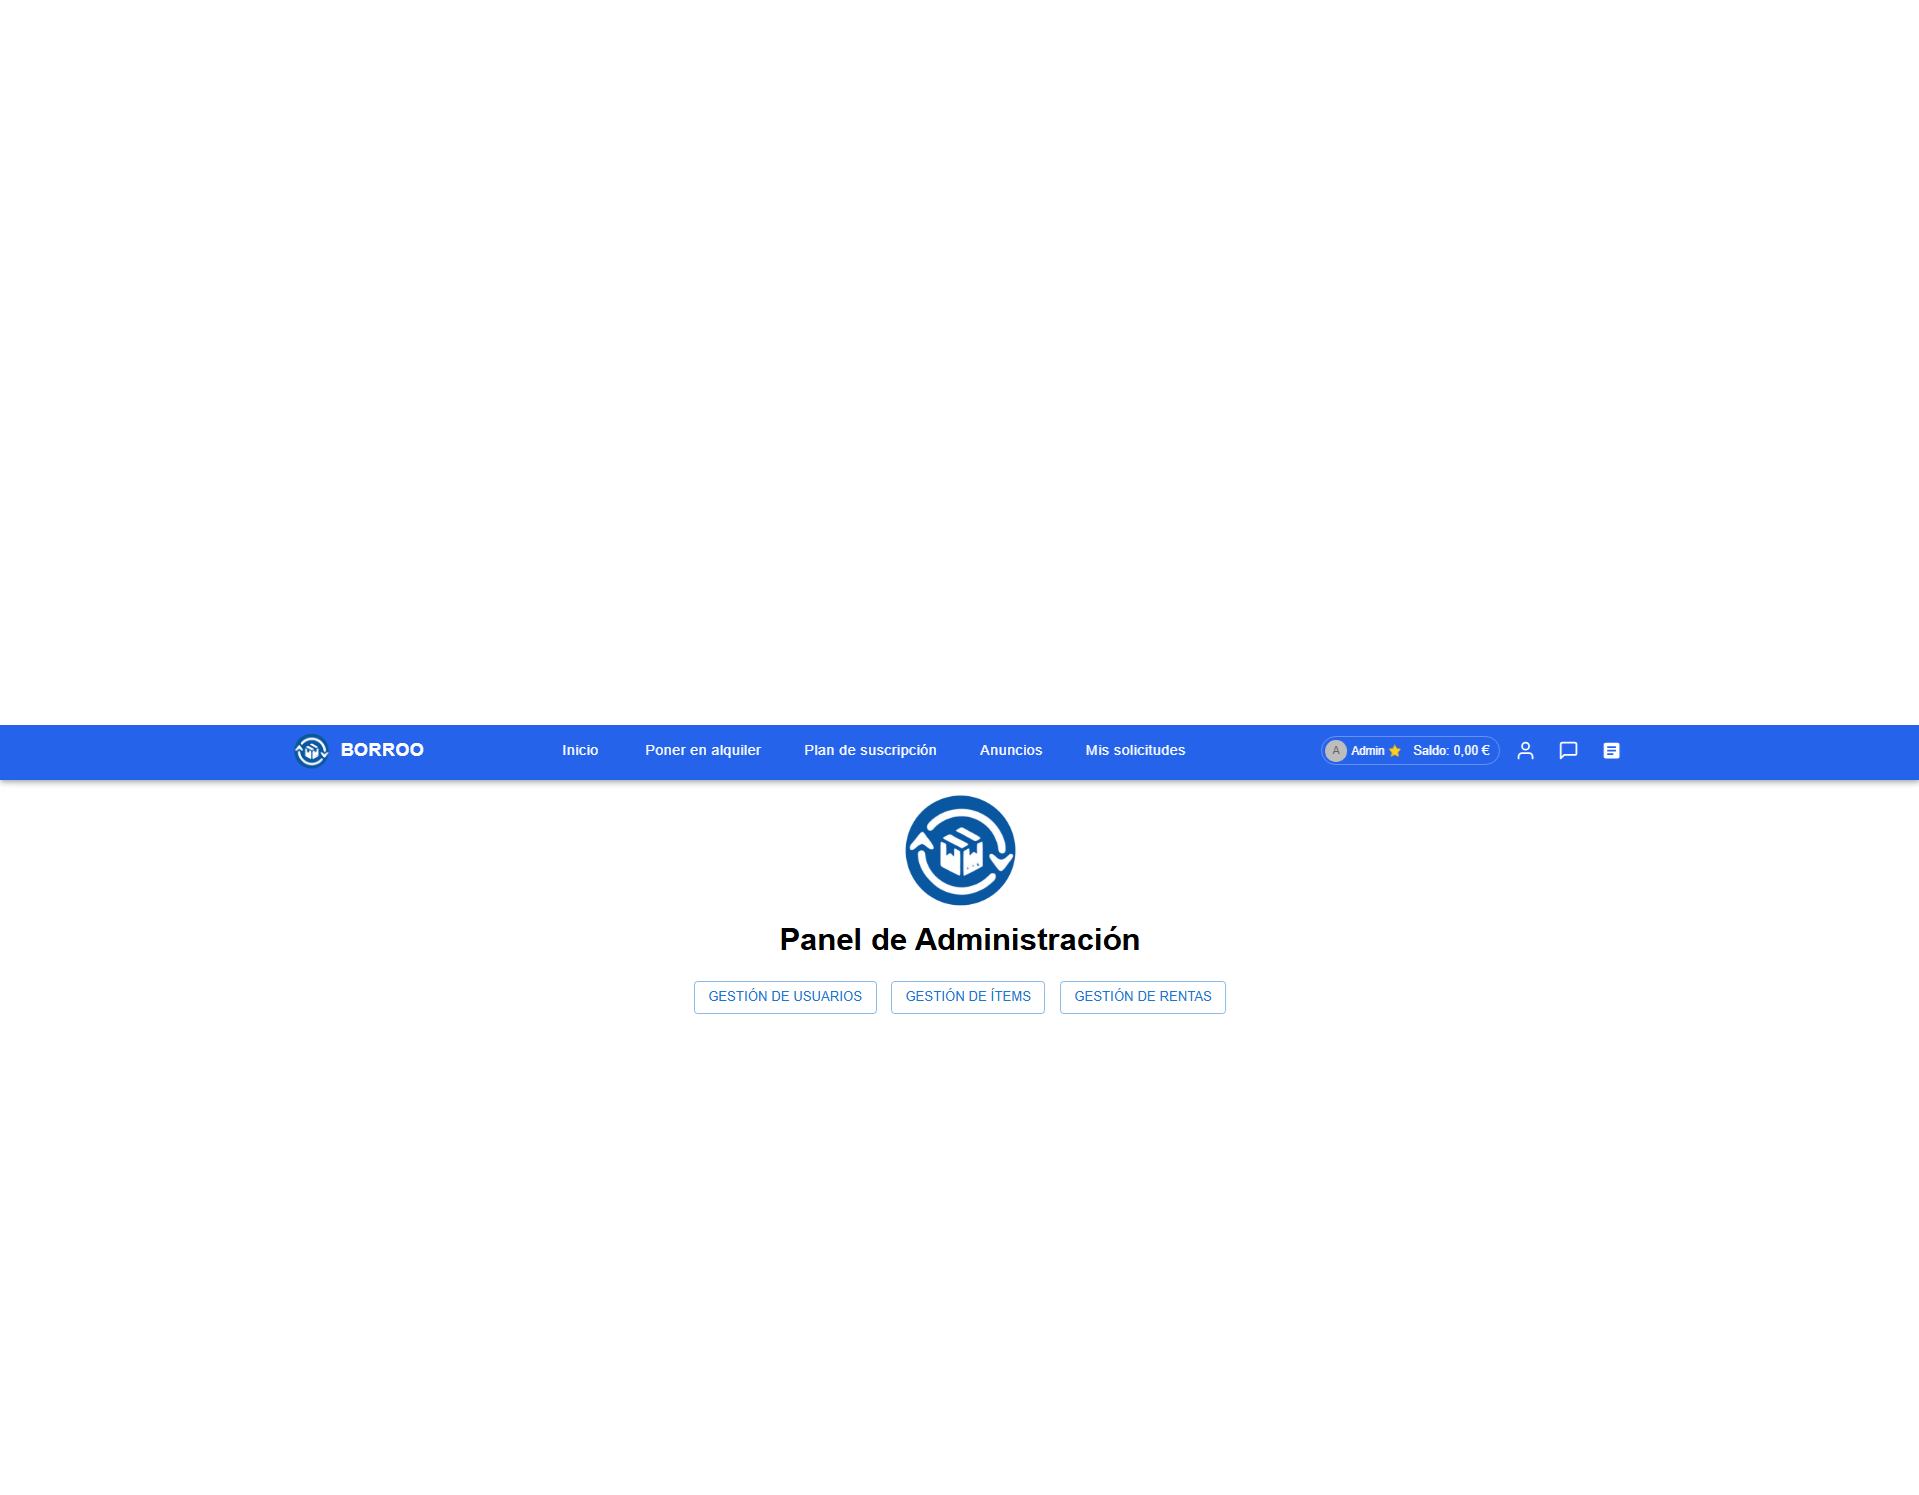 BORROO Inicio Poner en alquiler Plan de suscripción Anuncios Mis solicitudes A Admin Saldo: 0,00 €
Panel de Administración
GESTIÓN DE USUARIOS GESTIÓN DE ÍTEMS GESTIÓN DE RENTAS